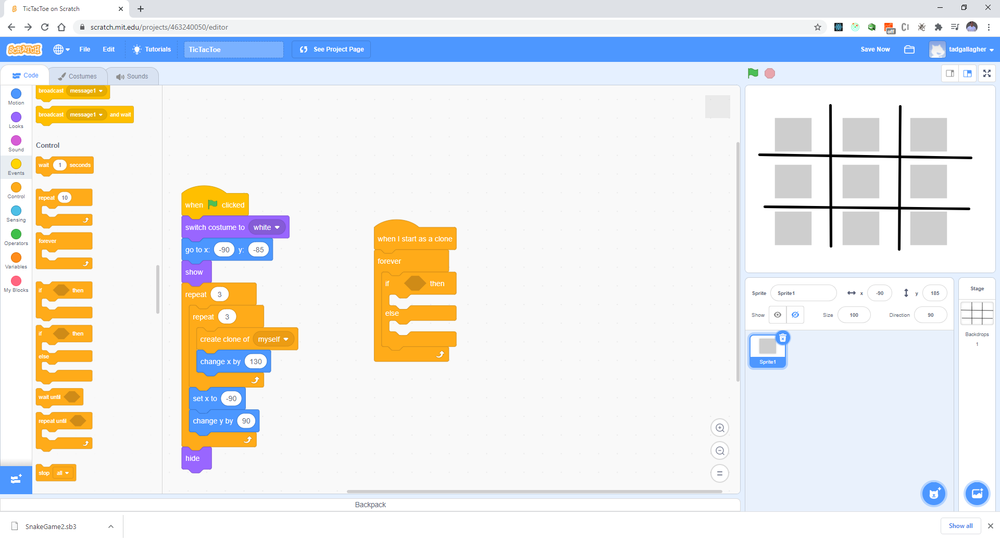 TicTacToe on Scratch
scratch.mit.edu/projects/463240050/editor
off
SCRATCH
File
Edit
Tutorials
TicTacToe
See Project Page
Save Now
tadgallagher
Code
Costumes
Sounds
Motion
Looks
Sound
Events
Control
Sensing
Operators
Variables
My Blocks
broadcast message1
broadcast message1 and wait
Control
wait 1 seconds
repeat 10
forever
if then
if then
else
wait until
repeat until
stop all
when clicked
switch costume to white
go to x: -90 y: -85
show
repeat 3
repeat 3
create clone of myself
change x by 130
set x to -90
change y by 90
hide
when I start as a clone
forever
if then
else
Backpack
Sprite Sprite1 x -90 y 185
Show Size 100 Direction 90
Sprite1
Stage
Backdrops
1
SnakeGame2.sb3
Show all